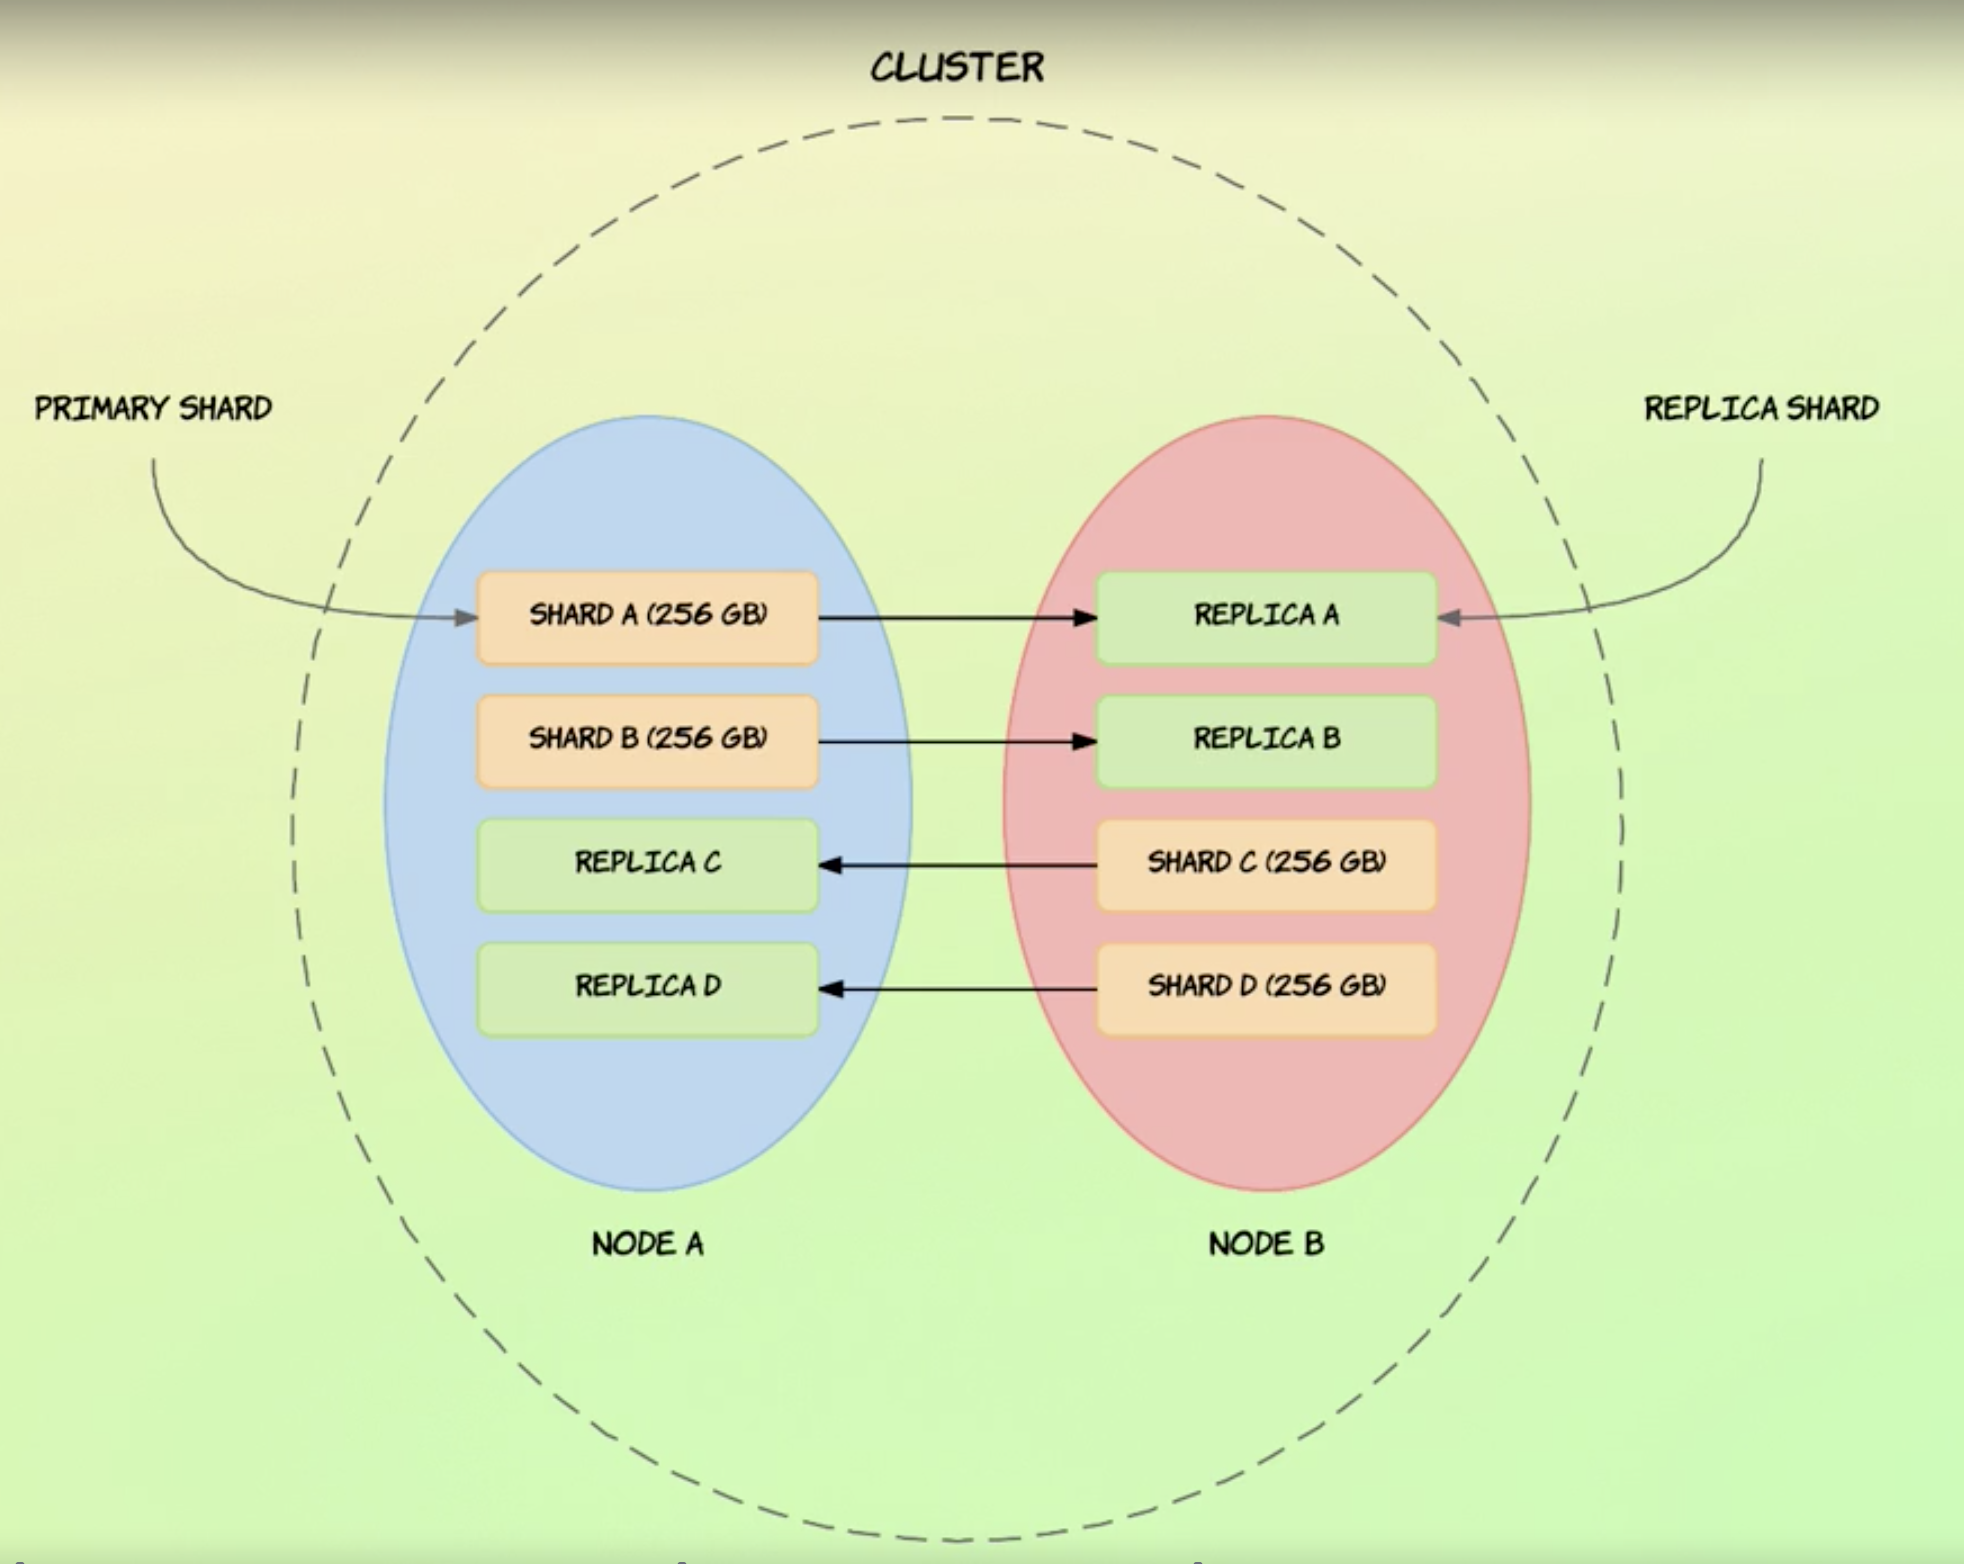 CLUSTER
PRIMARY SHARD
REPLICA SHARD
SHARD A (256 GB)
REPLICA A
SHARD B (256 GB)
REPLICA B
REPLICA C
SHARD C (256 GB)
REPLICA D
SHARD D (256 GB)
NODE A
NODE B